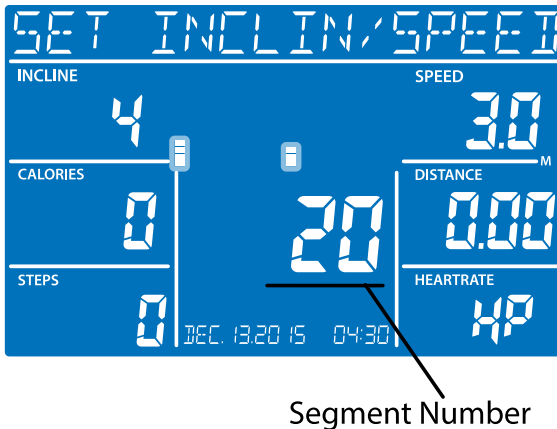 SET INCLIN/SPEED
INCLINE
4
SPEED
3.0
M
CALORIES
0
DISTANCE
0.00
20
STEPS
0
HEARTRATE
HP
DEC. 13.2015 04:30
Segment Number